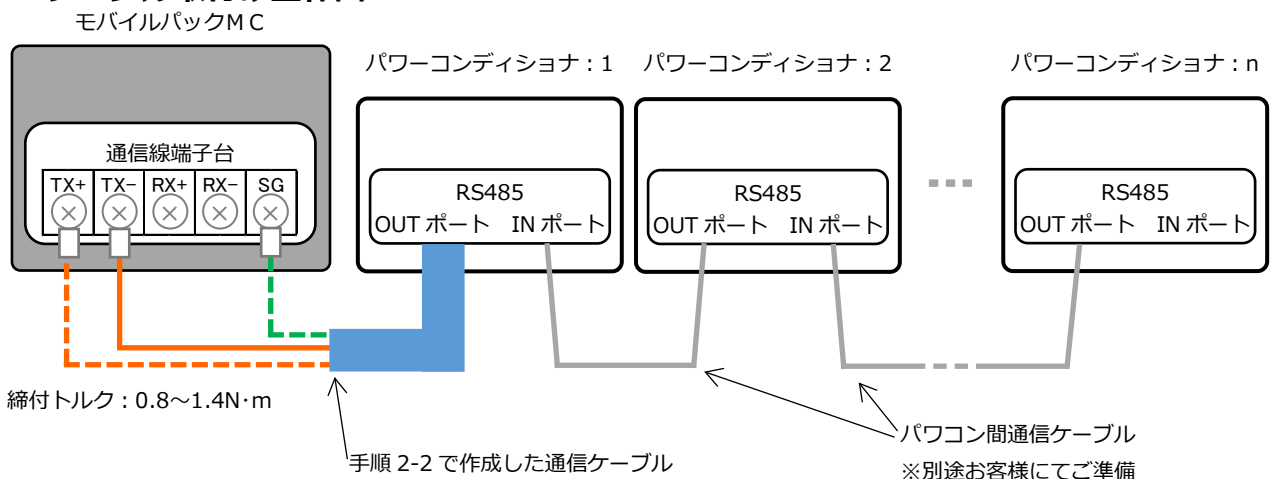 モバイルパックＭＣ
パワーコンディショナ：1
パワーコンディショナ：2
パワーコンディショナ：n
通信線端子台
TX+ TX- RX+ RX- SG
RS485
OUT ポート IN ポート
RS485
OUT ポート IN ポート
RS485
OUT ポート IN ポート
締付トルク：0.8～1.4N･m
手順 2-2 で作成した通信ケーブル
パワコン間通信ケーブル
※別途お客様にてご準備